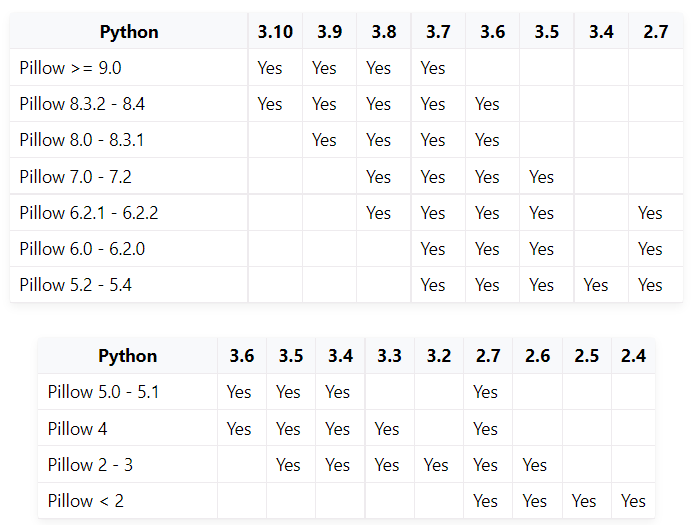 Python 3.10 3.9 3.8 3.7 3.6 3.5 3.4 2.7
Pillow >= 9.0 Yes Yes Yes Yes
Pillow 8.3.2 - 8.4 Yes Yes Yes Yes Yes
Pillow 8.0 - 8.3.1 Yes Yes Yes Yes
Pillow 7.0 - 7.2 Yes Yes Yes Yes
Pillow 6.2.1 - 6.2.2 Yes Yes Yes Yes Yes
Pillow 6.0 - 6.2.0 Yes Yes Yes Yes
Pillow 5.2 - 5.4 Yes Yes Yes Yes Yes
Python 3.6 3.5 3.4 3.3 3.2 2.7 2.6 2.5 2.4
Pillow 5.0 - 5.1 Yes Yes Yes Yes
Pillow 4 Yes Yes Yes Yes Yes
Pillow 2 - 3 Yes Yes Yes Yes Yes Yes
Pillow < 2 Yes Yes Yes Yes